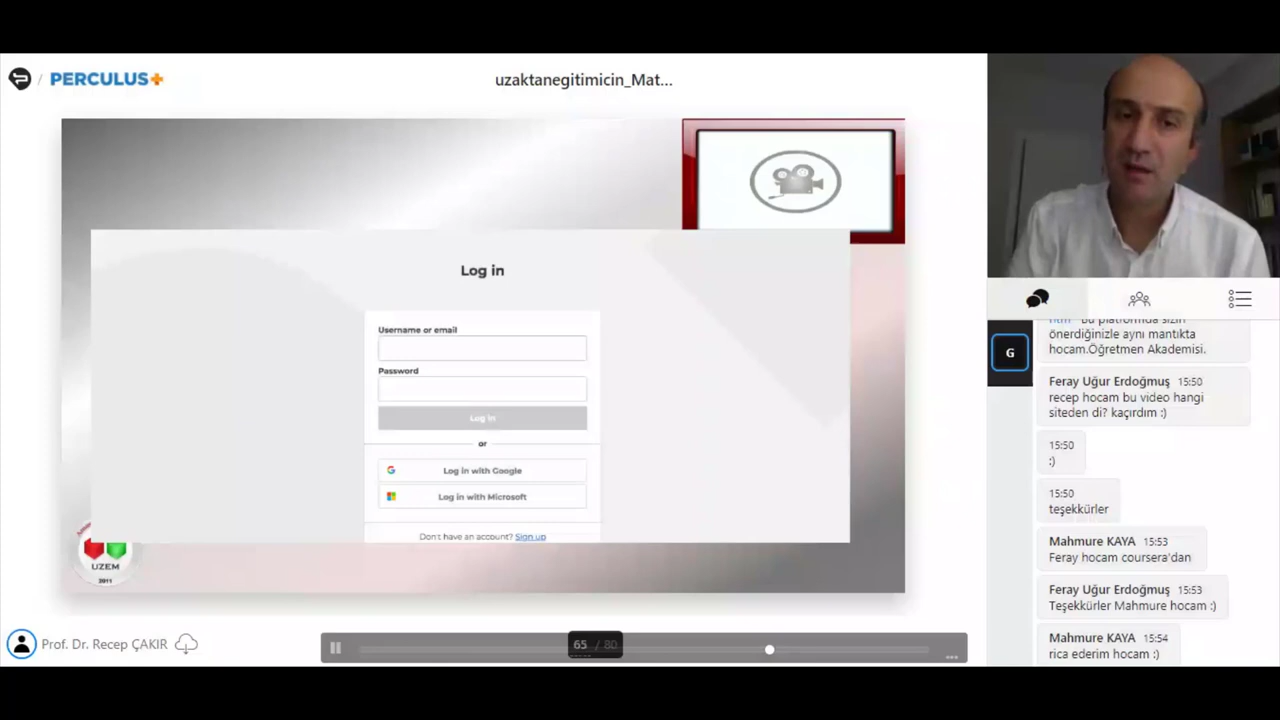 PERCULUS+
uzaktanegitimicin_Mat...
Log in
Username or email
Password
Log in
or
Log in with Google
Log in with Microsoft
Don't have an account? Sign up
UZEM
2011
Prof. Dr. Recep ÇAKIR
65 / 80
...
G
Bu platformda sizin
önerdiğinizle aynı mantıkta
hocam.Öğretmen Akademisi.
Feray Uğur Erdoğmuş 15:50
recep hocam bu video hangi
siteden di? kaçırdım :)
15:50
:)
15:50
teşekkürler
Mahmure KAYA 15:53
Feray hocam coursera'dan
Feray Uğur Erdoğmuş 15:53
Teşekkürler Mahmure hocam :)
Mahmure KAYA 15:54
rica ederim hocam :)